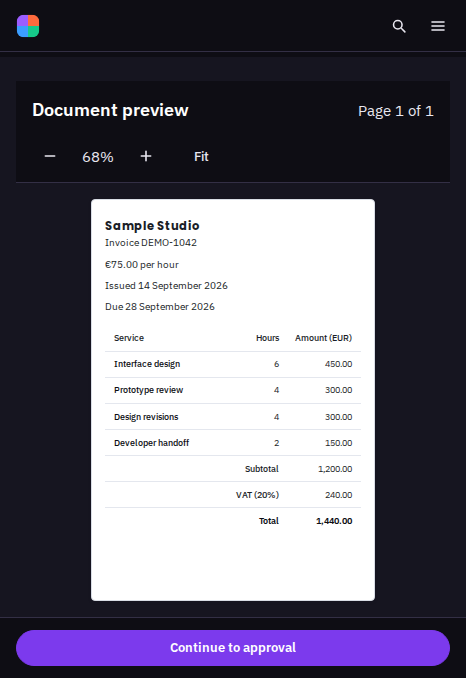 Document preview
Page 1 of 1
68%
Fit
Sample Studio
Invoice DEMO-1042
€75.00 per hour
Issued 14 September 2026
Due 28 September 2026
Service Hours Amount (EUR)
Interface design 6 450.00
Prototype review 4 300.00
Design revisions 4 300.00
Developer handoff 2 150.00
Subtotal 1,200.00
VAT (20%) 240.00
Total 1,440.00
Continue to approval